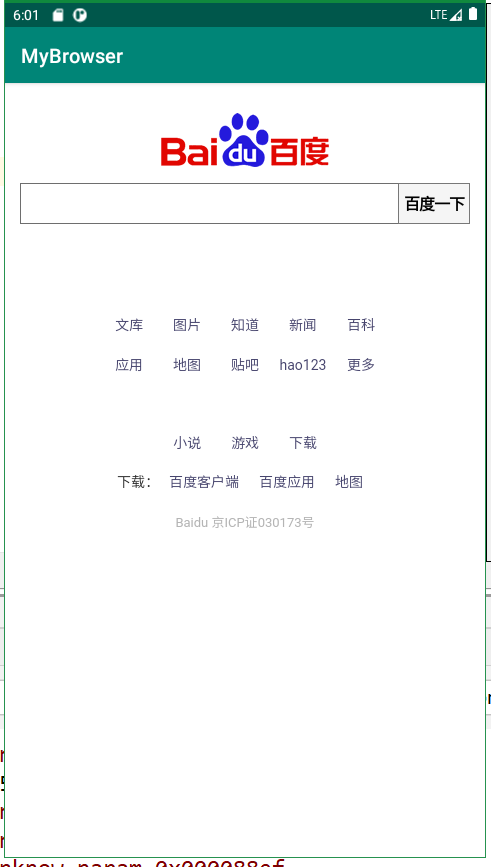 6:01 LTE
MyBrowser
Bai du 百度
百度一下
文库 图片 知道 新闻 百科
应用 地图 贴吧 hao123 更多
小说 游戏 下载
下载： 百度客户端 百度应用 地图
Baidu 京ICP证030173号